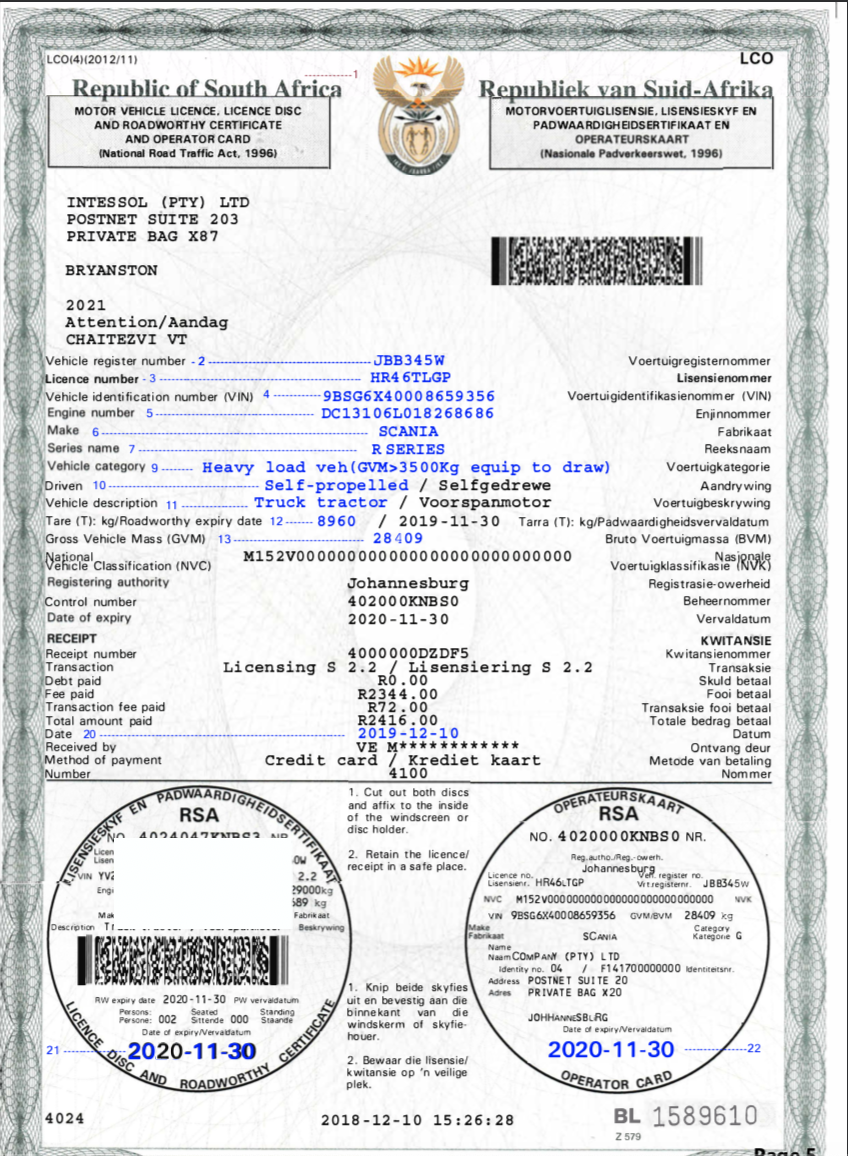 LCO(4)(2012/11)
LCO
1
Republic of South Africa
Republiek van Suid-Afrika
MOTOR VEHICLE LICENCE, LICENCE DISC
AND ROADWORTHY CERTIFICATE
AND OPERATOR CARD
(National Road Traffic Act, 1996)
MOTORVOERTUIGLISENSIE, LISENSIESKYF EN
PADWAARDIGHEIDSERTIFIKAAT EN
OPERATEURSKAART
(Nasionale Padverkeerswet, 1996)
INTESSOL (PTY) LTD
POSTNET SUITE 203
PRIVATE BAG X87
BRYANSTON
2021
Attention/Aandag
CHAITEZVI VT
Vehicle register number - 2 JBB345W Voertuigregisternommer
Licence number - 3 HR46TLGP Lisensienommer
Vehicle identification number (VIN) 4 9BSG6X40008659356 Voertuigidentifikasienommer (VIN)
Engine number 5 DC13106L018268686 Enjinnommer
Make 6 SCANIA Fabrikaat
Series name 7 R SERIES Reeksnaam
Vehicle category 9 Heavy load veh(GVM>3500Kg equip to draw) Voertuigkategorie
Driven 10 Self-propelled / Selfgedrewe Aandrywing
Vehicle description 11 Truck tractor / Voorspanmotor Voertuigbeskrywing
Tare (T): kg/Roadworthy expiry date 12 8960 / 2019-11-30 Tarra (T): kg/Padwaardigheidsvervaldatum
Gross Vehicle Mass (GVM) 13 28409 Bruto Voertuigmassa (BVM)
National Nasionale
Vehicle Classification (NVC) Voertuigklassifikasie (NVK)
Registering authority Johannesburg Registrasie-owerheid
Control number 402000KNBS0 Beheernommer
Date of expiry 2020-11-30 Vervaldatum
RECEIPT KWITANSIE
Receipt number 4000000DZDF5 Kwitansienommer
Transaction Licensing S 2.2 / Lisensiering S 2.2 Transaksie
Debt paid R0.00 Skuld betaal
Fee paid R2344.00 Fooi betaal
Transaction fee paid R72.00 Transaksie fooi betaal
Total amount paid R2416.00 Totale bedrag betaal
Date 20 2019-12-10 Datum
Received by VE M************ Ontvang deur
Method of payment Credit card / Krediet kaart Metode van betaling
Number 4100 Nommer
LISENSIESKYF EN PADWAARDIGHEIDSERTIFIKAAT
RSA
VIN YV2
2.2
29000kg
689 kg
Fabrikaat
Description
Beskrywing
RW expiry date 2020-11-30 PW vervaldatum
Persons: Seated Standing
Persone: 002 Sittende 000 Staande
Date of expiry/Vervaldatum
21 2020-11-30
LICENCE DISC AND ROADWORTHY CERTIFICATE
1. Cut out both discs
and affix to the inside
of the windscreen or
disc holder.
2. Retain the licence/
receipt in a safe place.
1. Knip beide skyfies
uit en bevestig aan die
binnekant van die
windskerm of skyfie-
houer.
2. Bewaar die lisensie/
kwitansie op 'n veilige
plek.
OPERATEURSKAART
RSA
NO. 4020000KNBS0 NR.
Reg.autho./Reg.-owerh.
Johannesburg
Licence no. Veh. register no.
Lisensienr. HR46LTGP Vrt.registernr. JBB345W
NVC M152V0000000000000000000000000 NVK
VIN 9BSG6X40008659356 GVM/BVM 28409 kg
Make Category
Fabrikaat SCANIA Kategorie G
Name
Naam COMPANY (PTY) LTD
Identity no. 04 / F141700000000 Identiteitsnr.
Address POSTNET SUITE 20
Adres PRIVATE BAG X20
Date of expiry/Vervaldatum
2020-11-30 22
OPERATOR CARD
4024
2018-12-10 15:26:28
BL 1589610
Z 579